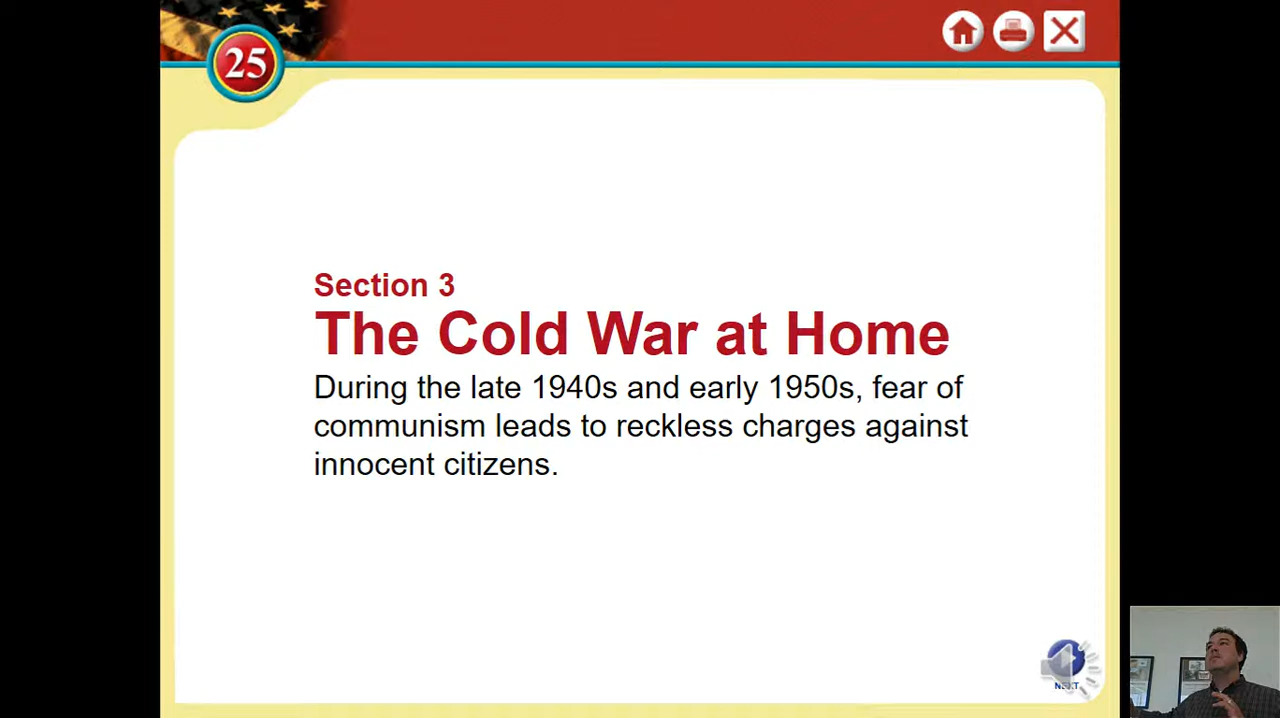 25
Section 3
The Cold War at Home
During the late 1940s and early 1950s, fear of
communism leads to reckless charges against
innocent citizens.
NEXT